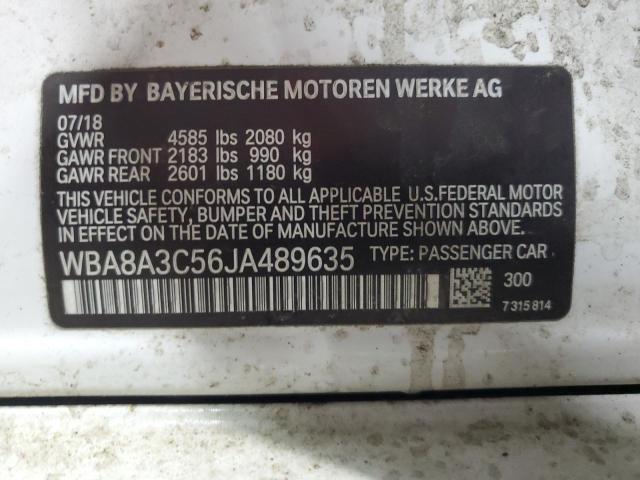 MFD BY BAYERISCHE MOTOREN WERKE AG
07/18
GVWR 4585 lbs 2080 kg
GAWR FRONT 2183 lbs 990 kg
GAWR REAR 2601 lbs 1180 kg
THIS VEHICLE CONFORMS TO ALL APPLICABLE U.S.FEDERAL MOTOR
VEHICLE SAFETY, BUMPER AND THEFT PREVENTION STANDARDS
IN EFFECT ON THE DATE OF MANUFACTURE SHOWN ABOVE.
WBA8A3C56JA489635 TYPE: PASSENGER CAR
300
7315814